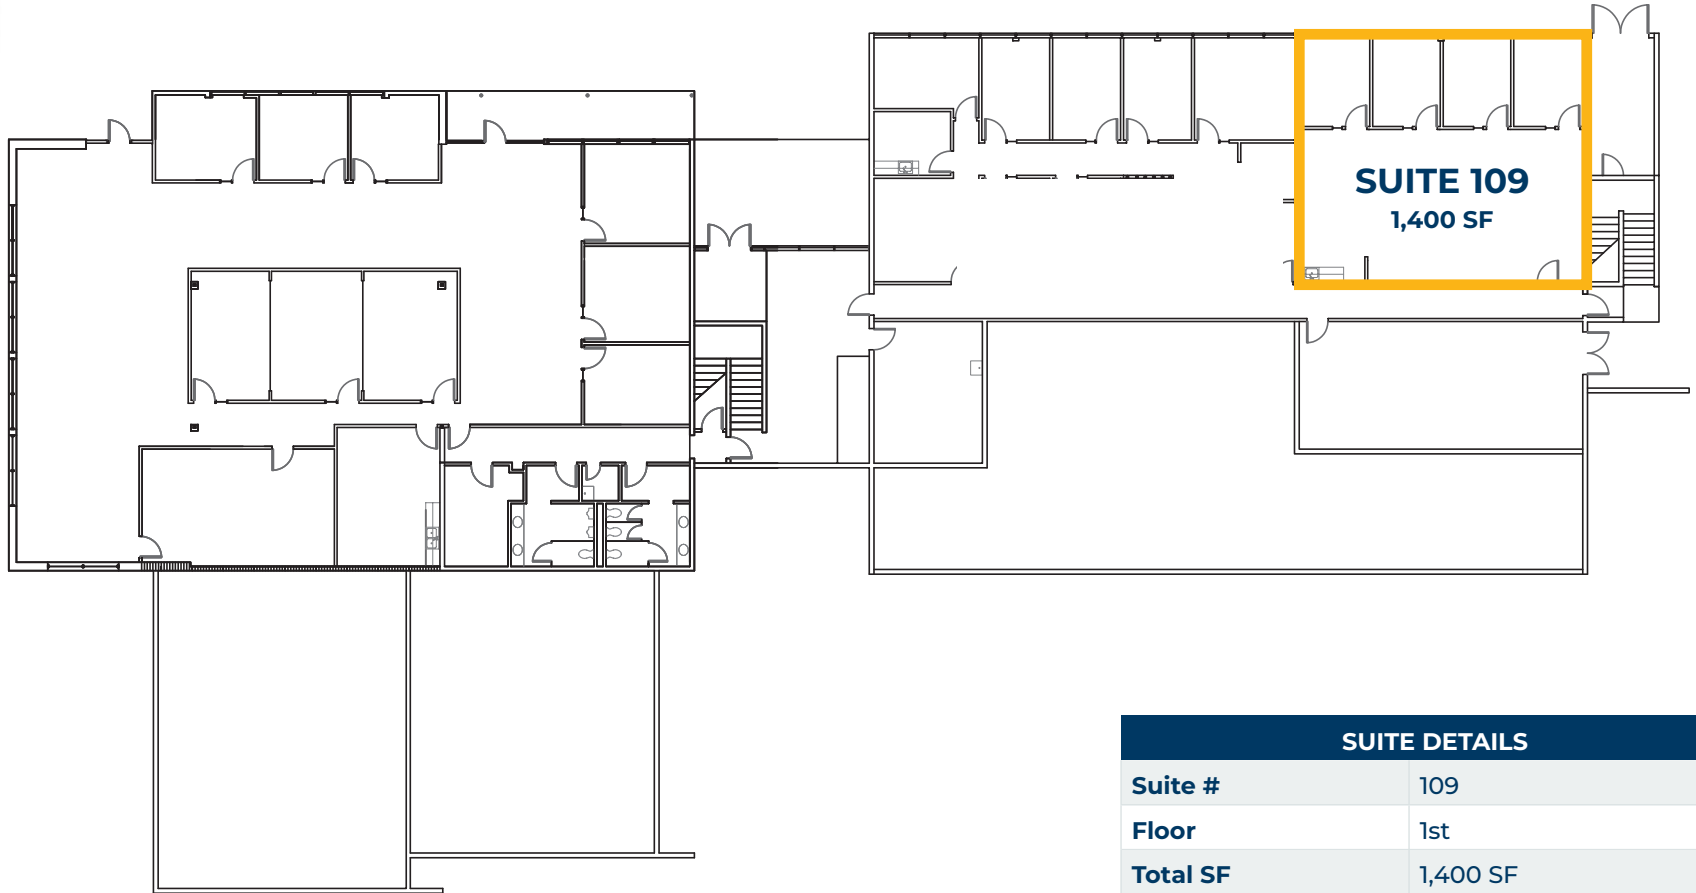 SUITE 109
1,400 SF
SUITE DETAILS
Suite # 109
Floor 1st
Total SF 1,400 SF